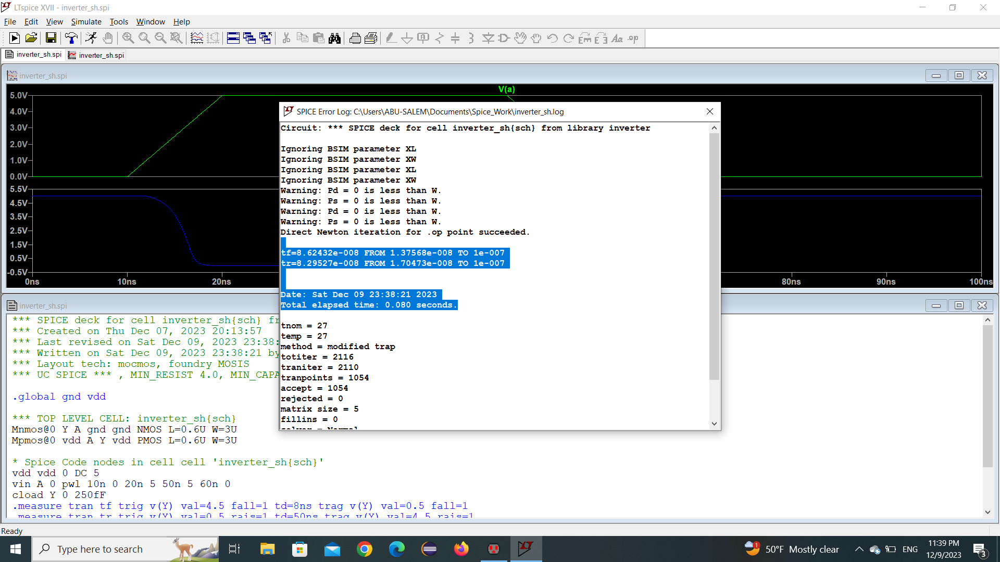 LTspice XVII - inverter_sh.spi
File Edit View Simulate Tools Window Help
inverter_sh.spi inverter_sh.spi
inverter_sh.spi
V(a)
5.0V
4.0V
3.0V
2.0V
1.0V
0.0V
5.5V
4.5V
3.5V
2.5V
1.5V
0.5V
-0.5V
0ns 10ns 20ns 80ns 90ns 100ns
SPICE Error Log: C:\Users\ABU-SALEM\Documents\Spice_Work\inverter_sh.log
Circuit: *** SPICE deck for cell inverter_sh{sch} from library inverter
Ignoring BSIM parameter XL
Ignoring BSIM parameter XW
Ignoring BSIM parameter XL
Ignoring BSIM parameter XW
Warning: Pd = 0 is less than W.
Warning: Ps = 0 is less than W.
Warning: Pd = 0 is less than W.
Warning: Ps = 0 is less than W.
Direct Newton iteration for .op point succeeded.
tf=8.62432e-008 FROM 1.37568e-008 TO 1e-007
tr=8.29527e-008 FROM 1.70473e-008 TO 1e-007
Date: Sat Dec 09 23:38:21 2023
Total elapsed time: 0.080 seconds.
tnom = 27
temp = 27
method = modified trap
totiter = 2116
traniter = 2110
tranpoints = 1054
accept = 1054
rejected = 0
matrix size = 5
fillins = 0
solver = Normal
inverter_sh.spi
*** SPICE deck for cell inverter_sh{sch} fr
*** Created on Thu Dec 07, 2023 20:13:57
*** Last revised on Sat Dec 09, 2023 23:38:
*** Written on Sat Dec 09, 2023 23:38:21 by
*** Layout tech: mocmos, foundry MOSIS
*** UC SPICE *** , MIN_RESIST 4.0, MIN_CAPA
.global gnd vdd
*** TOP LEVEL CELL: inverter_sh{sch}
Mnmos@0 Y A gnd gnd NMOS L=0.6U W=3U
Mpmos@0 vdd A Y vdd PMOS L=0.6U W=3U
* Spice Code nodes in cell cell 'inverter_sh{sch}'
vdd vdd 0 DC 5
vin A 0 pwl 10n 0 20n 5 50n 5 60n 0
cload Y 0 250fF
.measure tran tf trig v(Y) val=4.5 fall=1 td=8ns trag v(Y) val=0.5 fall=1
.measure tran tr trig v(Y) val=0.5 rais=1 td=50ns trag v(Y) val=4.5 rais=1
Ready
Type here to search
1
50°F Mostly clear
ENG
11:39 PM
12/9/2023
3